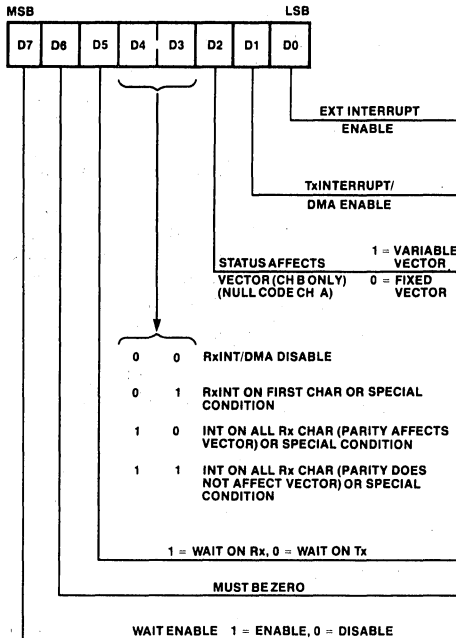 MSB LSB
D7 D6 D5 D4 D3 D2 D1 D0
EXT INTERRUPT
ENABLE
TxINTERRUPT/
DMA ENABLE
STATUS AFFECTS
VECTOR (CH B ONLY)
(NULL CODE CH A)
1 = VARIABLE
VECTOR
0 = FIXED
VECTOR
0 0 RxINT/DMA DISABLE
0 1 RxINT ON FIRST CHAR OR SPECIAL
CONDITION
1 0 INT ON ALL Rx CHAR (PARITY AFFECTS
VECTOR) OR SPECIAL CONDITION
1 1 INT ON ALL Rx CHAR (PARITY DOES
NOT AFFECT VECTOR) OR SPECIAL
CONDITION
1 = WAIT ON Rx, 0 = WAIT ON Tx
MUST BE ZERO
WAIT ENABLE 1 = ENABLE, 0 = DISABLE